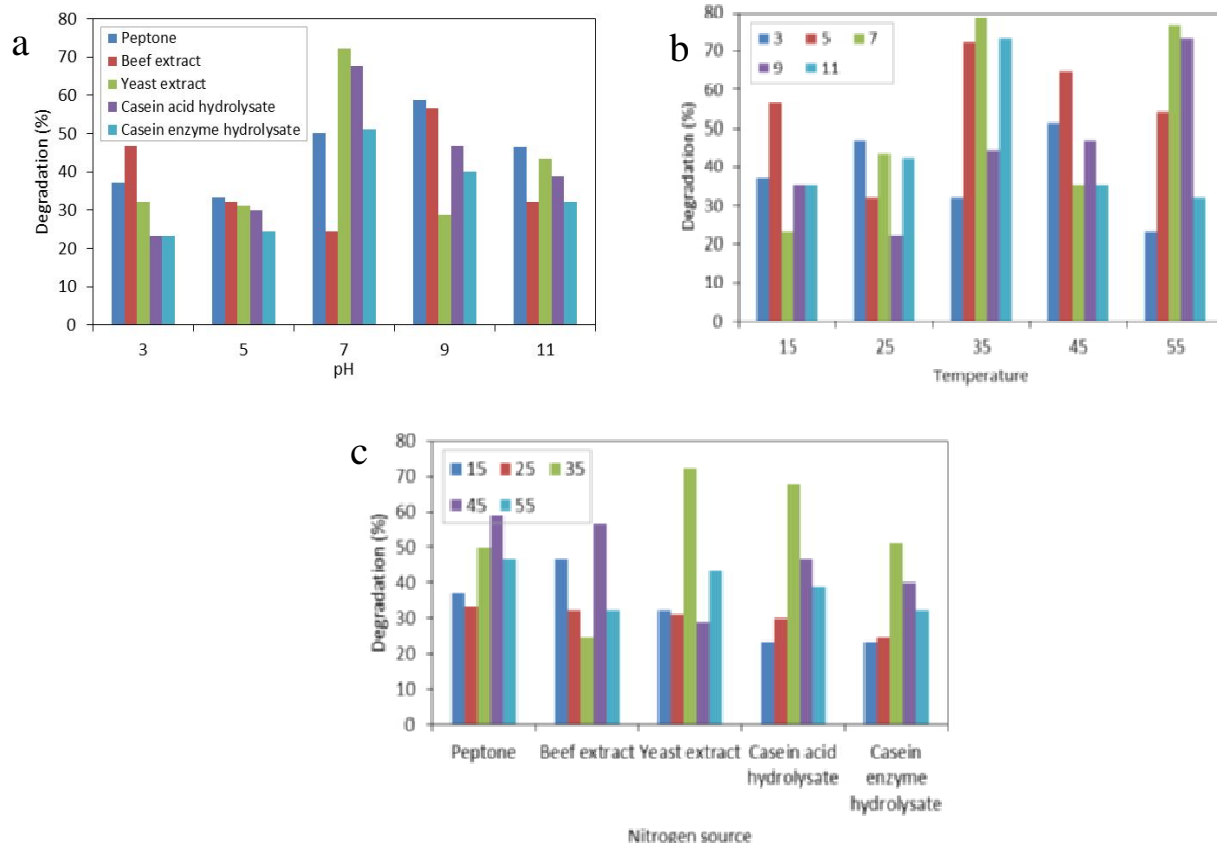 a
80
70
60
50
40
30
20
10
0
Degradation (%)
Peptone
Beef extract
Yeast extract
Casein acid hydrolysate
Casein enzyme hydrolysate
3 5 7 9 11
pH
b
80
70
60
50
40
30
20
10
0
Degradation (%)
3 5 7
9 11
15 25 35 45 55
Temperature
c
80
70
60
50
40
30
20
10
0
Degradation (%)
15 25 35
45 55
Peptone Beef extract Yeast extract Casein acid Casein
hydrolysate enzyme
hydrolysate
Nitrogen source